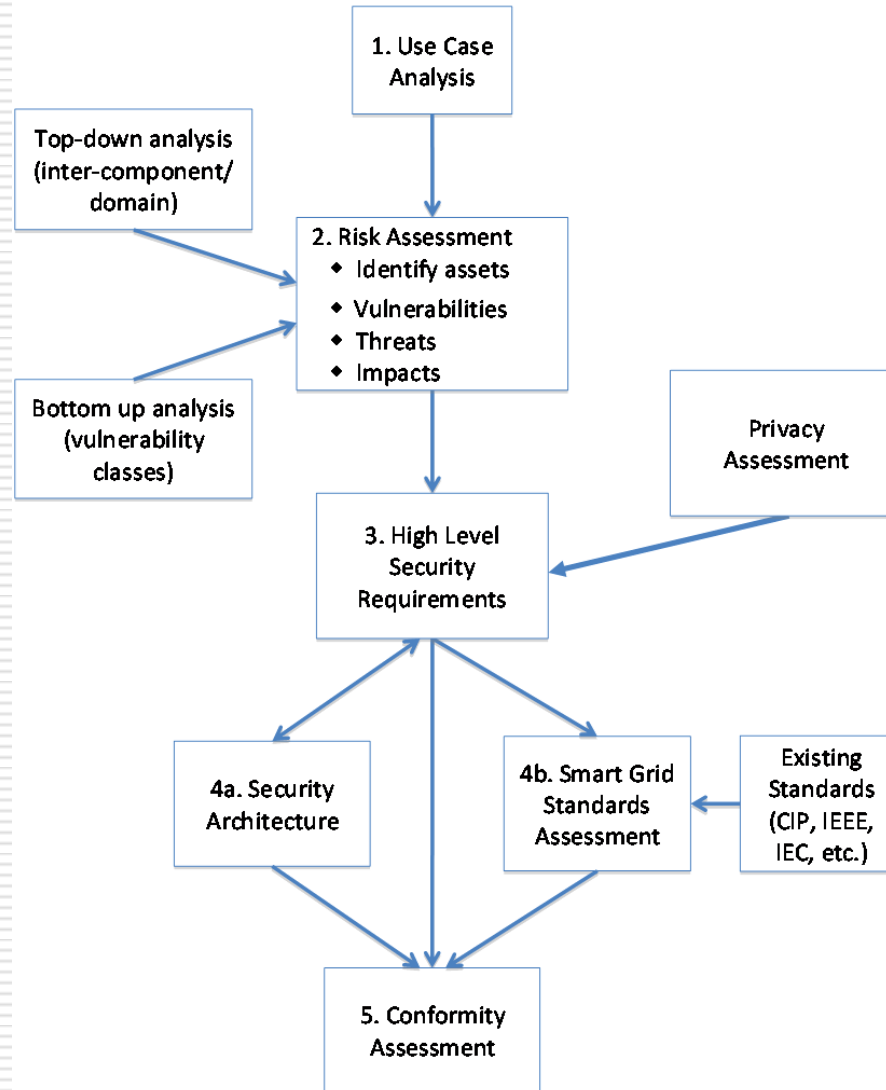 1. Use Case
Analysis
Top-down analysis
(inter-component/
domain)
2. Risk Assessment
◆ Identify assets
◆ Vulnerabilities
◆ Threats
◆ Impacts
Bottom up analysis
(vulnerability
classes)
Privacy
Assessment
3. High Level
Security
Requirements
4a. Security
Architecture
4b. Smart Grid
Standards
Assessment
Existing
Standards
(CIP, IEEE,
IEC, etc.)
5. Conformity
Assessment